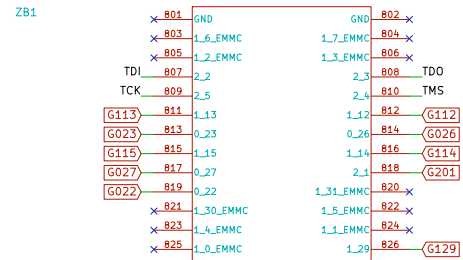 ZB1
801 GND GND 802
803 1_6_EMMC 1_7_EMMC 804
805 1_2_EMMC 1_3_EMMC 806
TDI 807 2_2 2_3 808 TDO
TCK 809 2_5 2_4 810 TMS
G113 811 1_13 1_12 812 G112
G023 813 0_23 0_26 814 G026
G115 815 1_15 1_14 816 G114
G027 817 0_27 2_1 818 G201
G022 819 0_22 1_31_EMMC 820
821 1_30_EMMC 1_5_EMMC 822
823 1_4_EMMC 1_1_EMMC 824
825 1_0_EMMC 1_29 826 G129